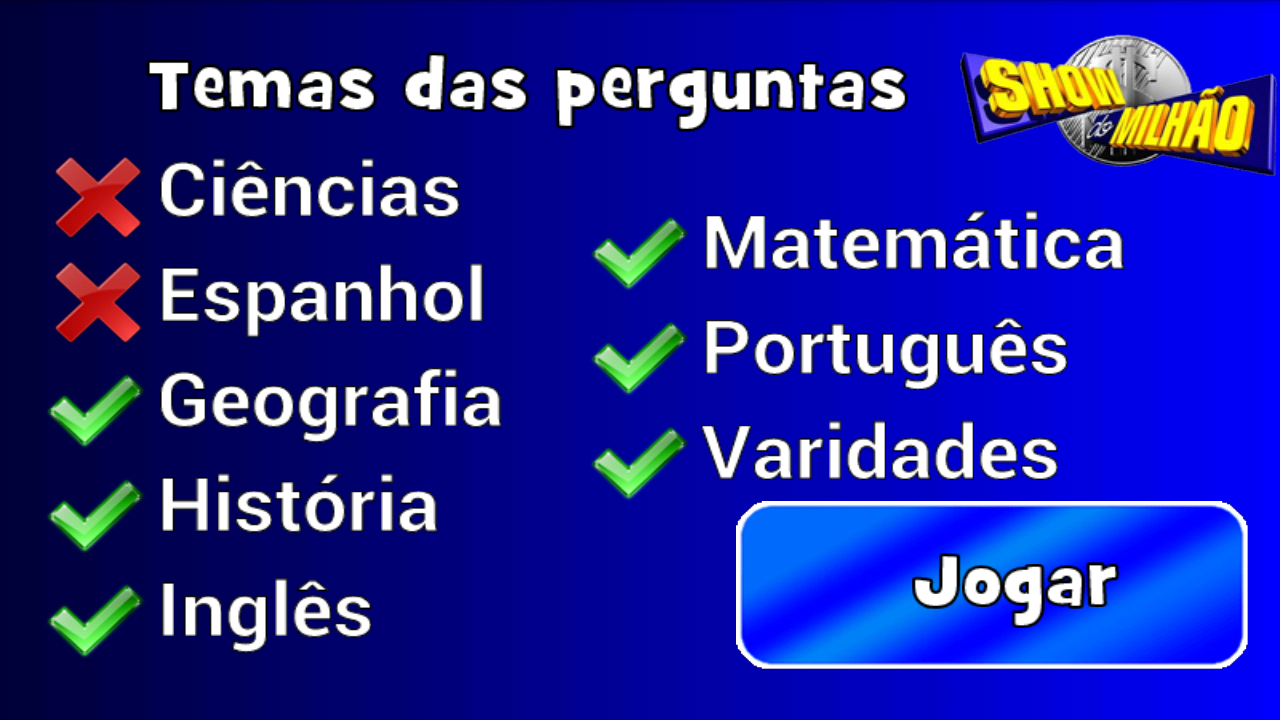 Temas das perguntas
SHOW
do MILHÃO
Ciências
Espanhol
Geografia
História
Inglês
Matemática
Português
Varidades
Jogar